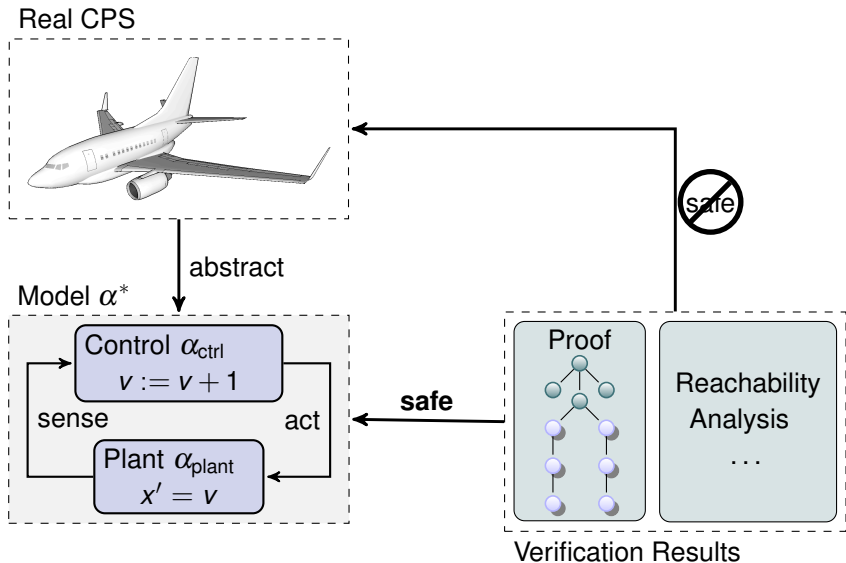 Real CPS
safe
abstract
Model α*
Control α_ctrl
v := v + 1
sense
act
Plant α_plant
x′ = v
safe
Proof
Reachability
Analysis
...
Verification Results